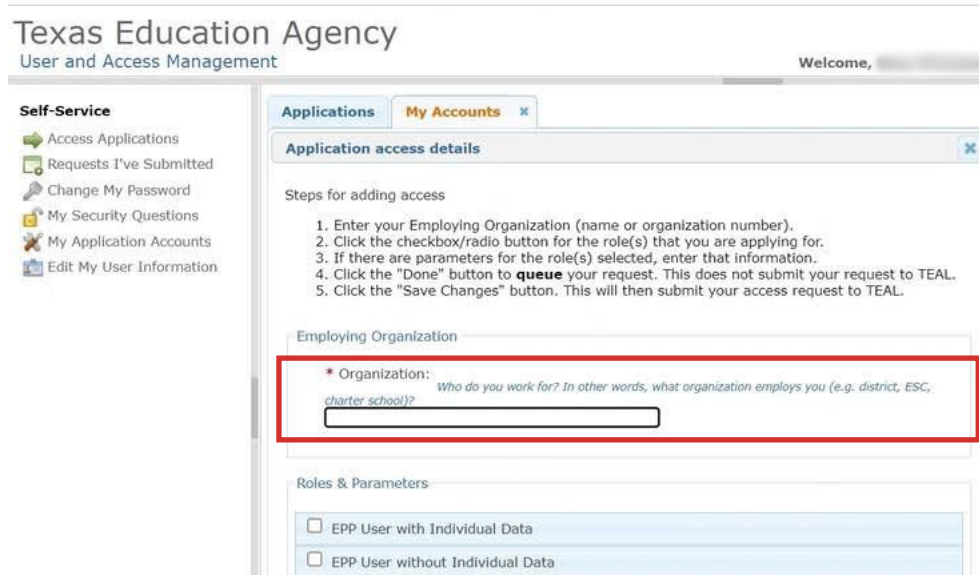 Texas Education Agency
User and Access Management
Welcome,
Self-Service
Access Applications
Requests I've Submitted
Change My Password
My Security Questions
My Application Accounts
Edit My User Information
Applications
My Accounts
Application access details
Steps for adding access
1. Enter your Employing Organization (name or organization number).
2. Click the checkbox/radio button for the role(s) that you are applying for.
3. If there are parameters for the role(s) selected, enter that information.
4. Click the "Done" button to queue your request. This does not submit your request to TEAL.
5. Click the "Save Changes" button. This will then submit your access request to TEAL.
Employing Organization
* Organization:
Who do you work for? In other words, what organization employs you (e.g. district, ESC,
charter school)?
Roles & Parameters
EPP User with Individual Data
EPP User without Individual Data